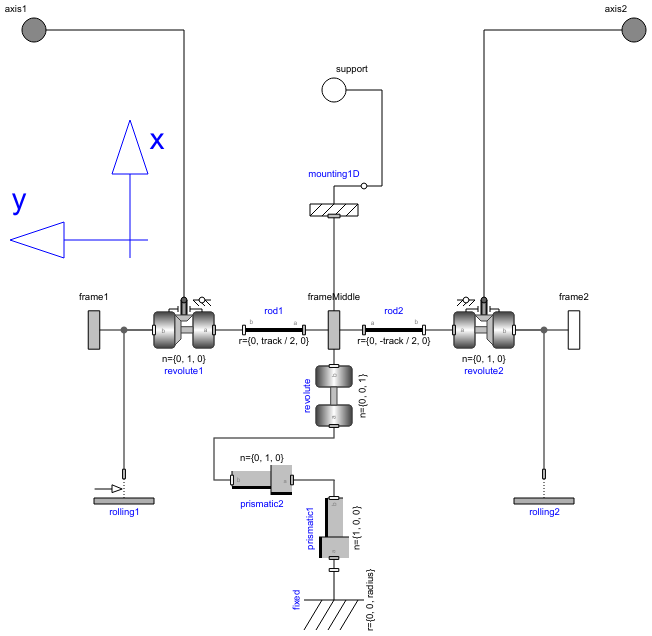 axis1
axis2
support
x
mounting1D
y
frame1
frameMiddle
frame2
rod1
rod2
b
a
a
b
b
a
a
b
r={0, track / 2, 0}
r={0, -track / 2, 0}
n={0, 1, 0}
revolute1
n={0, 1, 0}
revolute2
b
revolute
n={0, 0, 1}
a
n={0, 1, 0}
b
a
prismatic2
rolling1
rolling2
b
prismatic1
n={1, 0, 0}
a
fixed
r={0, 0, radius}